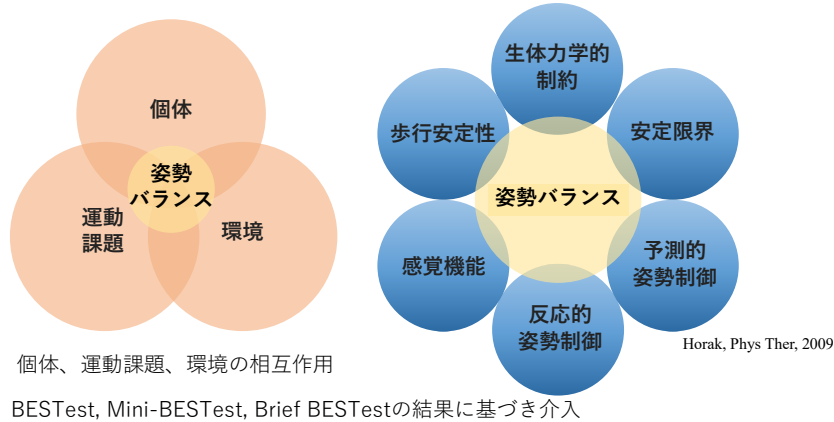 個体
姿勢
バランス
運動
課題
環境
個体、運動課題、環境の相互作用
生体力学的
制約
歩行安定性
安定限界
姿勢バランス
感覚機能
予測的
姿勢制御
反応的
姿勢制御
Horak, Phys Ther, 2009
BESTest, Mini-BESTest, Brief BESTestの結果に基づき介入